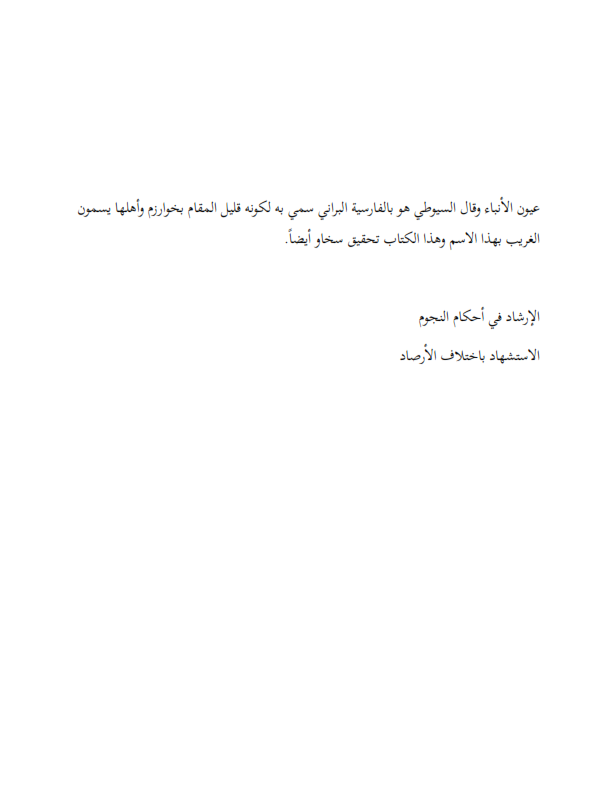 عيون الأنباء وقال السيوطي هو بالفارسية البراني سمي به لكونه قليل المقام بخوارزم وأهلها يسمون
الغريب بهذا الاسم وهذا الكتاب تحقيق سخاو أيضاً.
الإرشاد في أحكام النجوم
الاستشهاد باختلاف الأرصاد